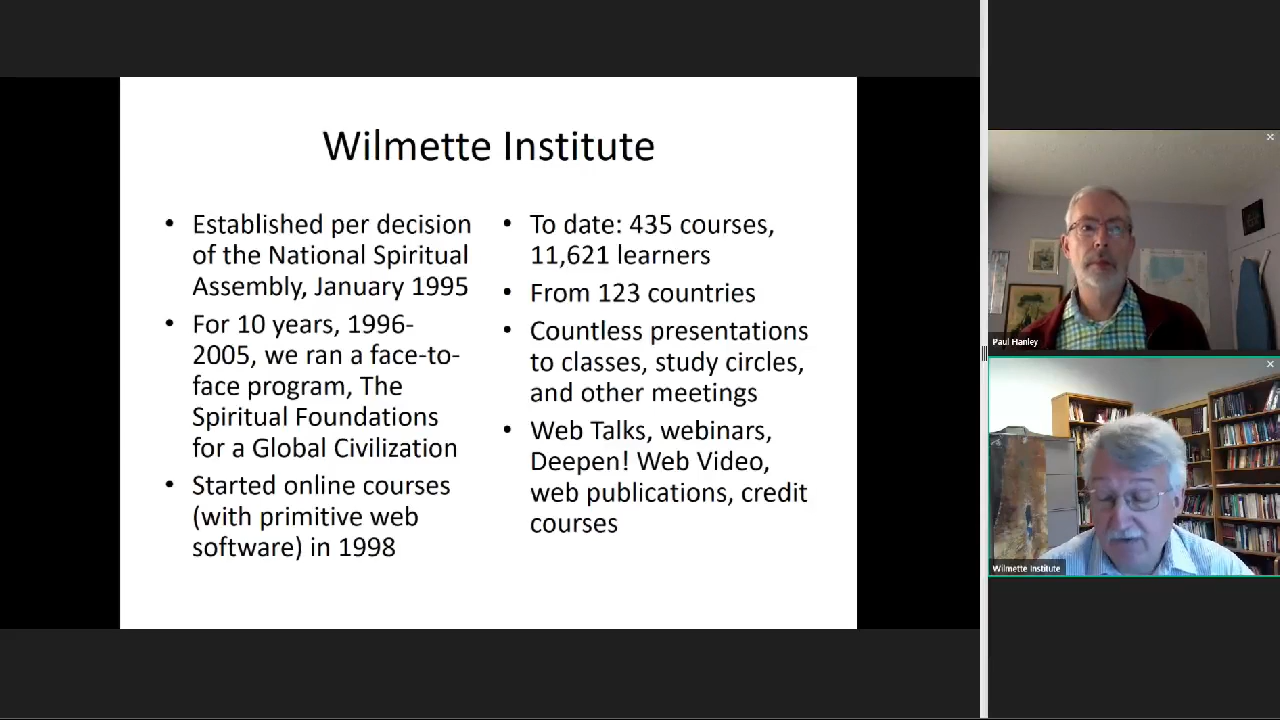 Wilmette Institute
• Established per decision
of the National Spiritual
Assembly, January 1995
• For 10 years, 1996-
2005, we ran a face-to-
face program, The
Spiritual Foundations
for a Global Civilization
• Started online courses
(with primitive web
software) in 1998
• To date: 435 courses,
11,621 learners
• From 123 countries
• Countless presentations
to classes, study circles,
and other meetings
• Web Talks, webinars,
Deepen! Web Video,
web publications, credit
courses
Paul Hanley
Wilmette Institute